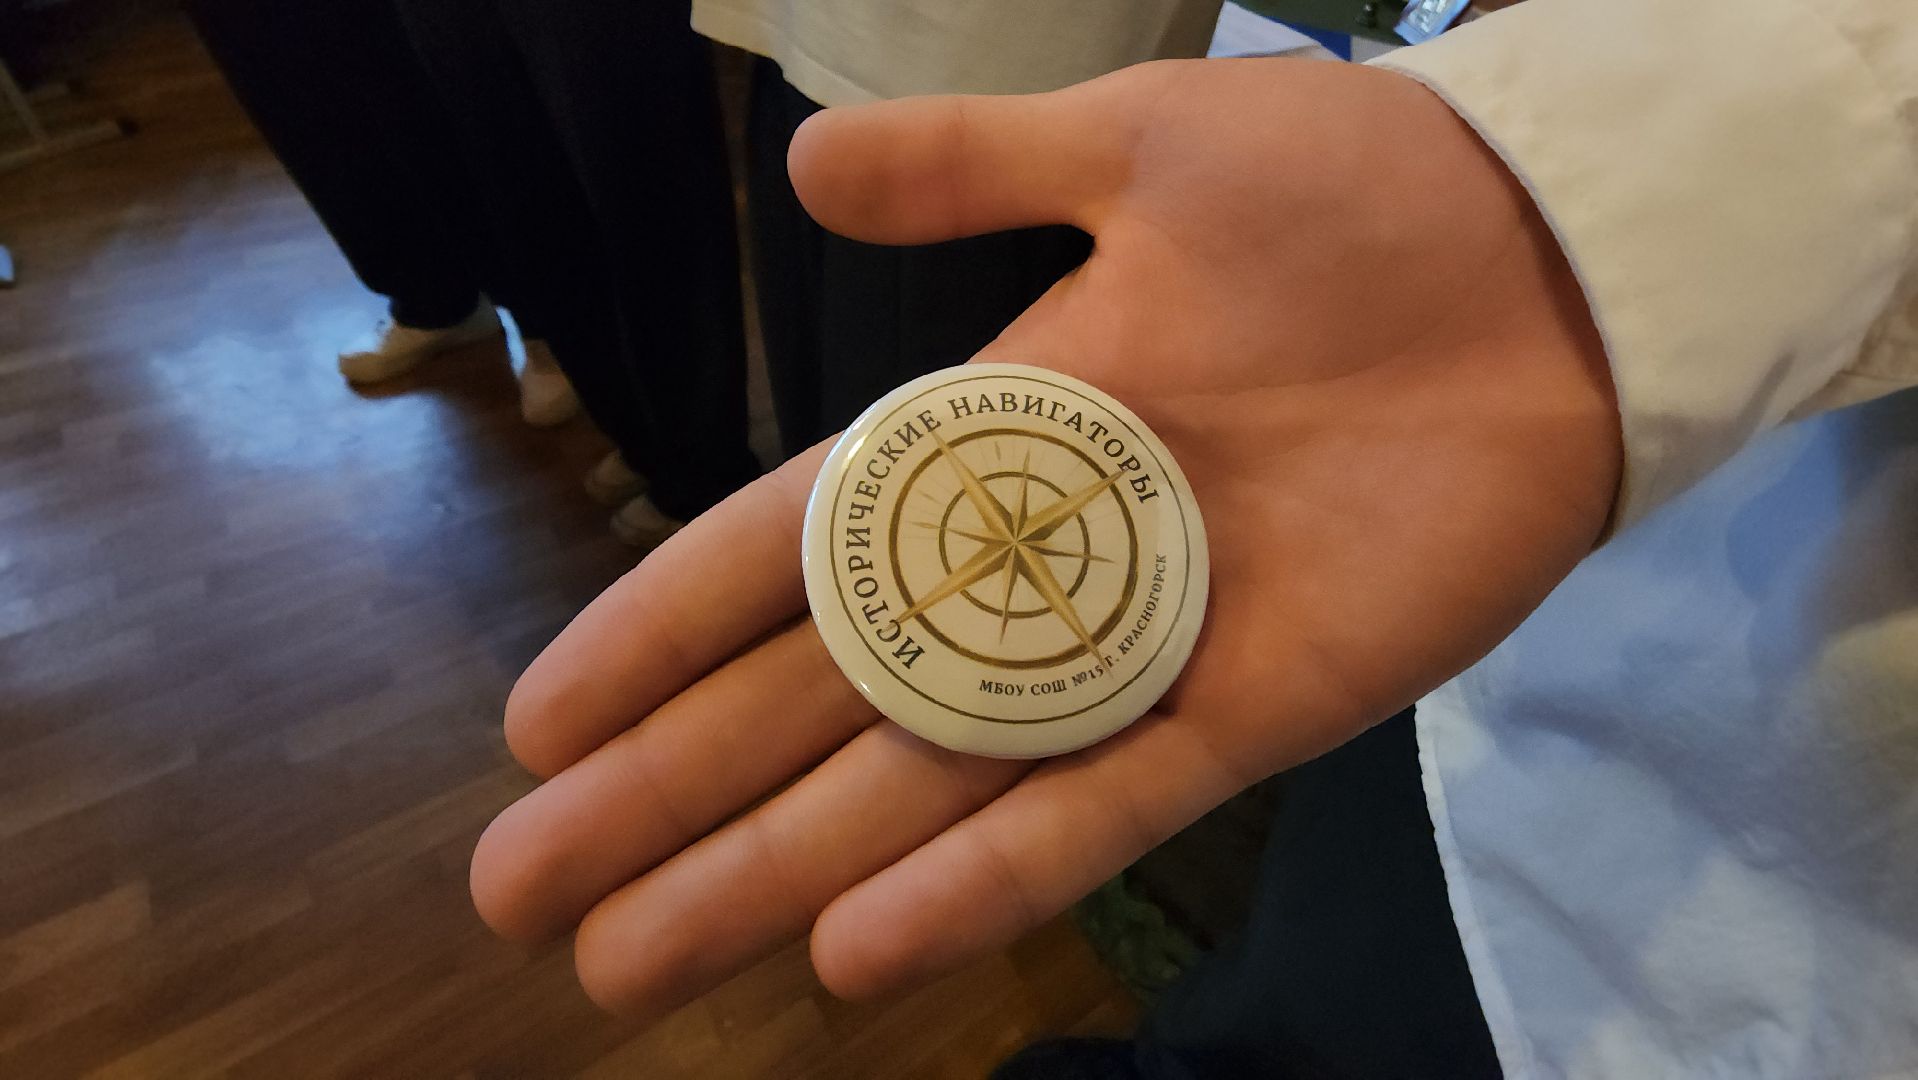 ИСТОРИЧЕСКИЕ НАВИГАТОРЫ
МБОУ СОШ №15 Г. КРАСНОГОРСК